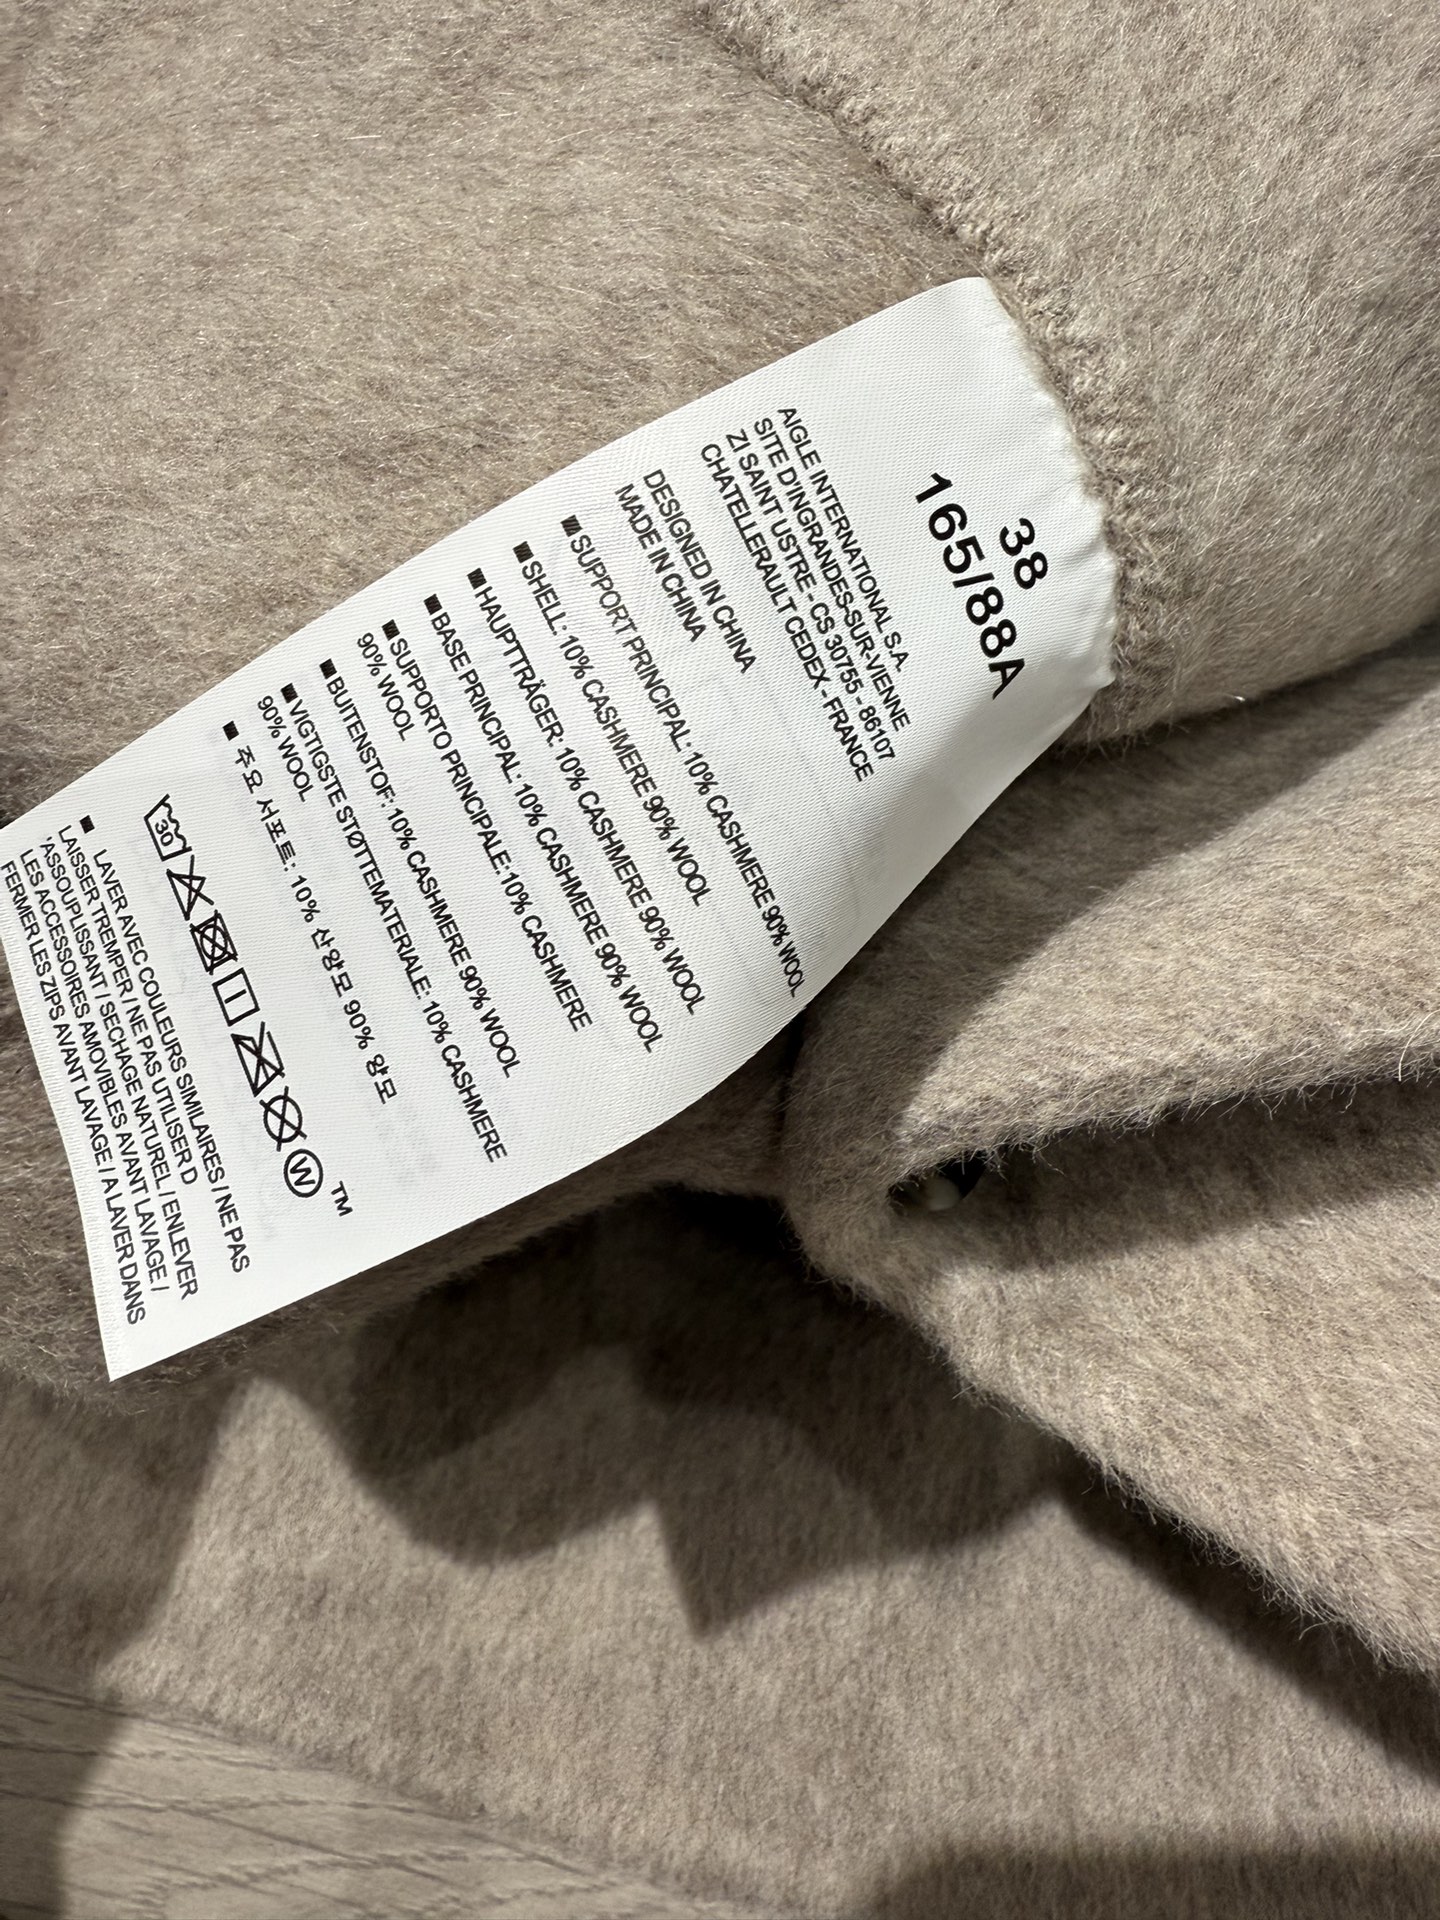 38
165/88A
AIGLE INTERNATIONAL S.A.
SITE D'INGRANDES-SUR-VIENNE
ZI SAINT USTRE - CS 30755 - 86107
CHATELLERAULT CEDEX - FRANCE
DESIGNED IN CHINA
MADE IN CHINA
SUPPORT PRINCIPAL: 10% CASHMERE 90% WOOL
SHELL: 10% CASHMERE 90% WOOL
HAUPTTRÄGER: 10% CASHMERE 90% WOOL
BASE PRINCIPAL: 10% CASHMERE 90% WOOL
SUPPORTO PRINCIPALE: 10% CASHMERE
90% WOOL
BUITENSTOF: 10% CASHMERE 90% WOOL
VIGTIGSTE STØTTEMATERIALE: 10% CASHMERE
90% WOOL
주요 서포트: 10% 산양모 90% 양모
30 W TM
LAVER AVEC COULEURS SIMILAIRES / NE PAS
LAISSER TREMPER / NE PAS UTILISER D
'ASSOUPLISSANT / SECHAGE NATUREL / ENLEVER
LES ACCESSOIRES AMOVIBLES AVANT LAVAGE /
FERMER LES ZIPS AVANT LAVAGE / A LAVER DANS